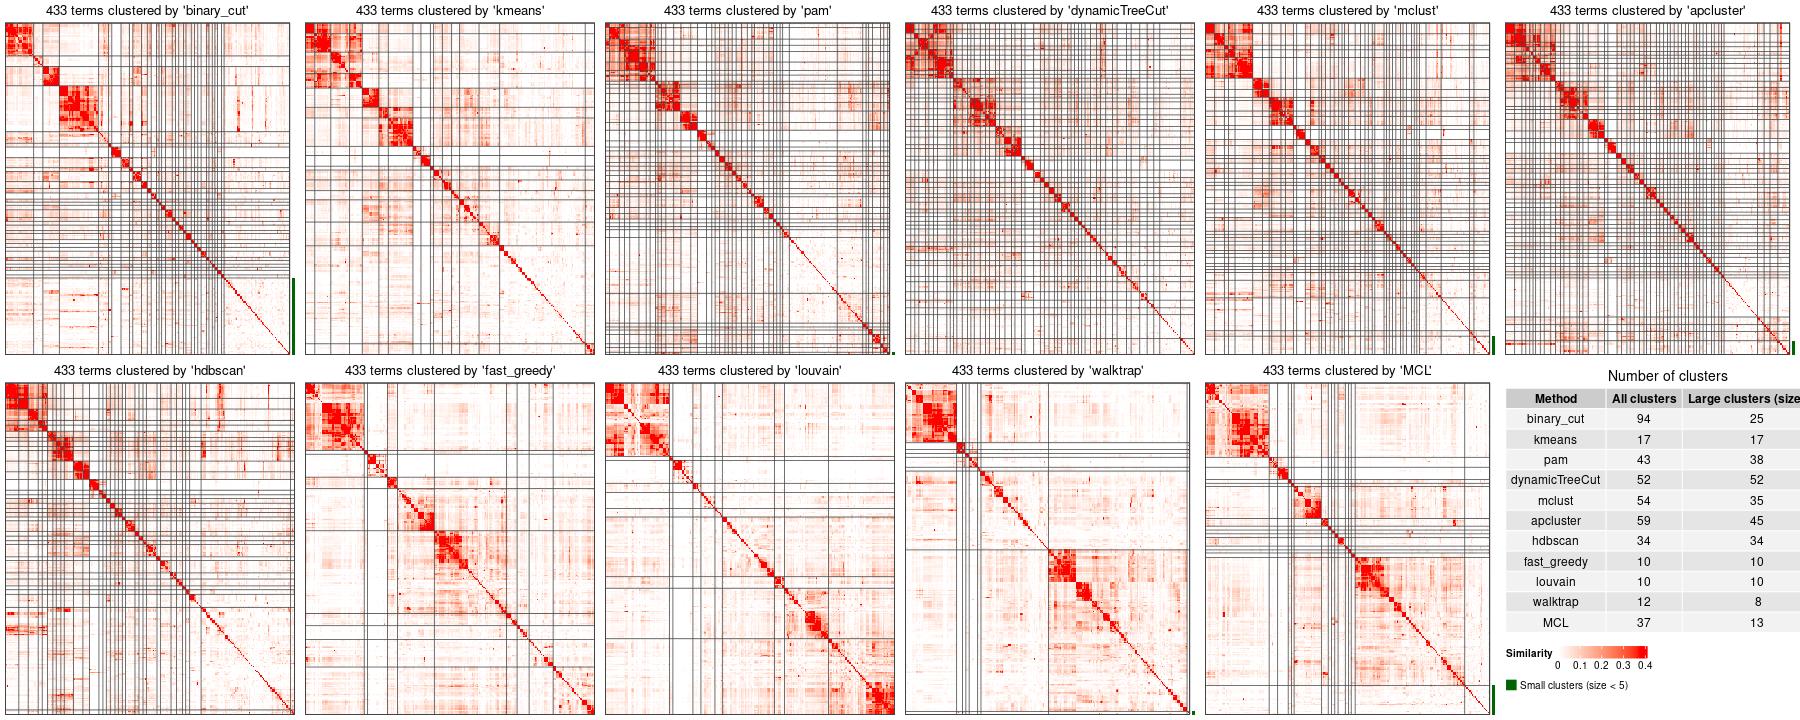 433 terms clustered by 'binary_cut'
433 terms clustered by 'kmeans'
433 terms clustered by 'pam'
433 terms clustered by 'dynamicTreeCut'
433 terms clustered by 'mclust'
433 terms clustered by 'apcluster'
433 terms clustered by 'hdbscan'
433 terms clustered by 'fast_greedy'
433 terms clustered by 'louvain'
433 terms clustered by 'walktrap'
433 terms clustered by 'MCL'
Number of clusters
Method All clusters Large clusters (size
binary_cut 94 25
kmeans 17 17
pam 43 38
dynamicTreeCut 52 52
mclust 54 35
apcluster 59 45
hdbscan 34 34
fast_greedy 10 10
louvain 10 10
walktrap 12 8
MCL 37 13
Similarity
0 0.1 0.2 0.3 0.4
Small clusters (size < 5)